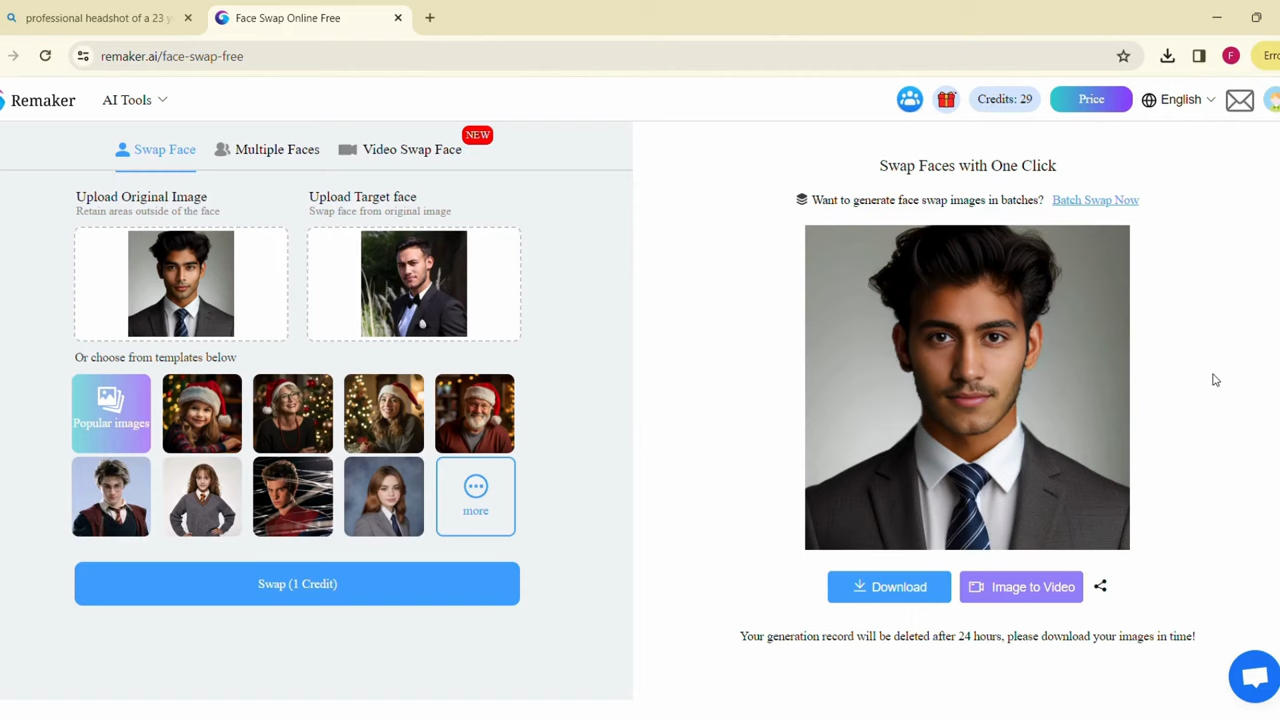 professional headshot of a 23 y
Face Swap Online Free
remaker.ai/face-swap-free
F
Remaker
AI Tools
Credits: 29
Price
English
Swap Face
Multiple Faces
Video Swap Face
NEW
Upload Original Image
Retain areas outside of the face
Upload Target face
Swap face from original image
Or choose from templates below
Popular images
more
Swap (1 Credit)
Swap Faces with One Click
Want to generate face swap images in batches? Batch Swap Now
Download
Image to Video
Your generation record will be deleted after 24 hours, please download your images in time!